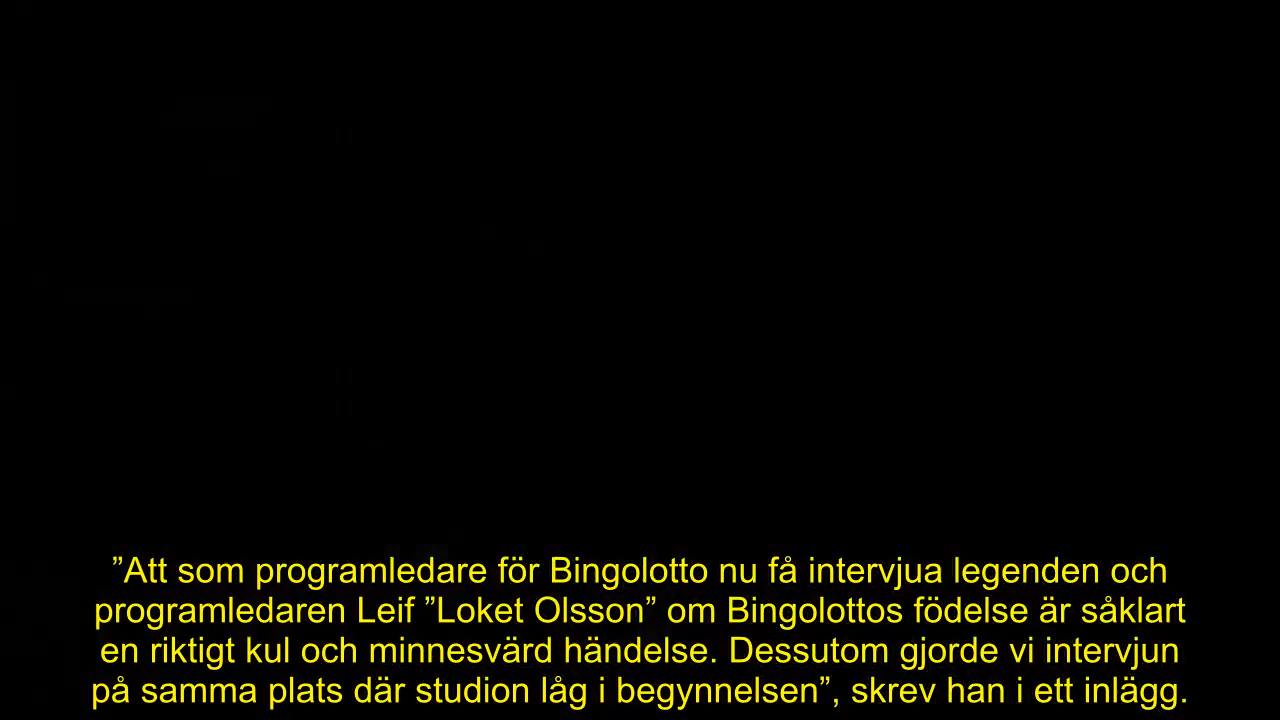 ”Att som programledare för Bingolotto nu få intervjua legenden och
programledaren Leif ”Loket Olsson” om Bingolottos födelse är såklart
en riktigt kul och minnesvärd händelse. Dessutom gjorde vi intervjun
på samma plats där studion låg i begynnelsen”, skrev han i ett inlägg.